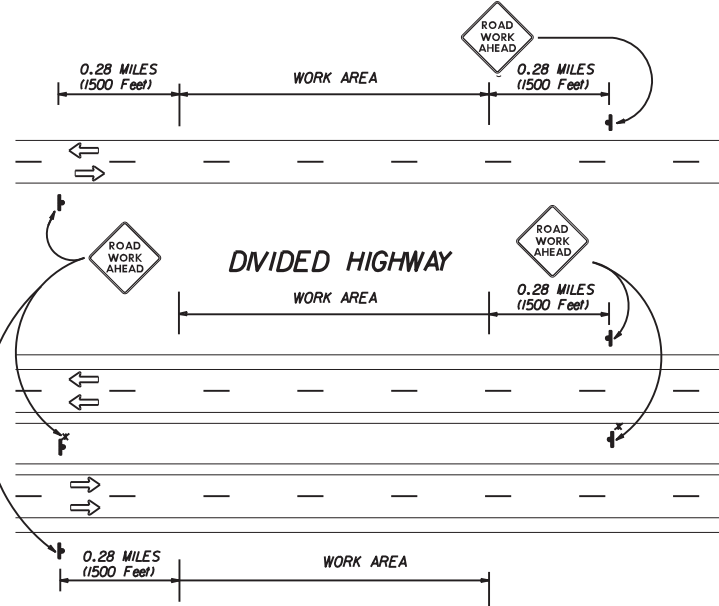 ROAD
WORK
AHEAD
0.28 MILES
(1500 Feet)
WORK AREA
0.28 MILES
(1500 Feet)
ROAD
WORK
AHEAD
DIVIDED HIGHWAY
ROAD
WORK
AHEAD
WORK AREA
0.28 MILES
(1500 Feet)
x
x
0.28 MILES
(1500 Feet)
WORK AREA